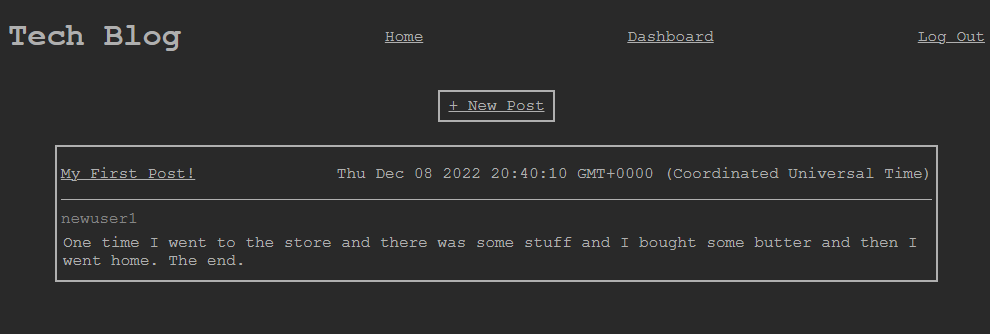 Tech Blog
Home
Dashboard
Log Out
+ New Post
My First Post!
Thu Dec 08 2022 20:40:10 GMT+0000 (Coordinated Universal Time)
newuser1
One time I went to the store and there was some stuff and I bought some butter and then I
went home. The end.